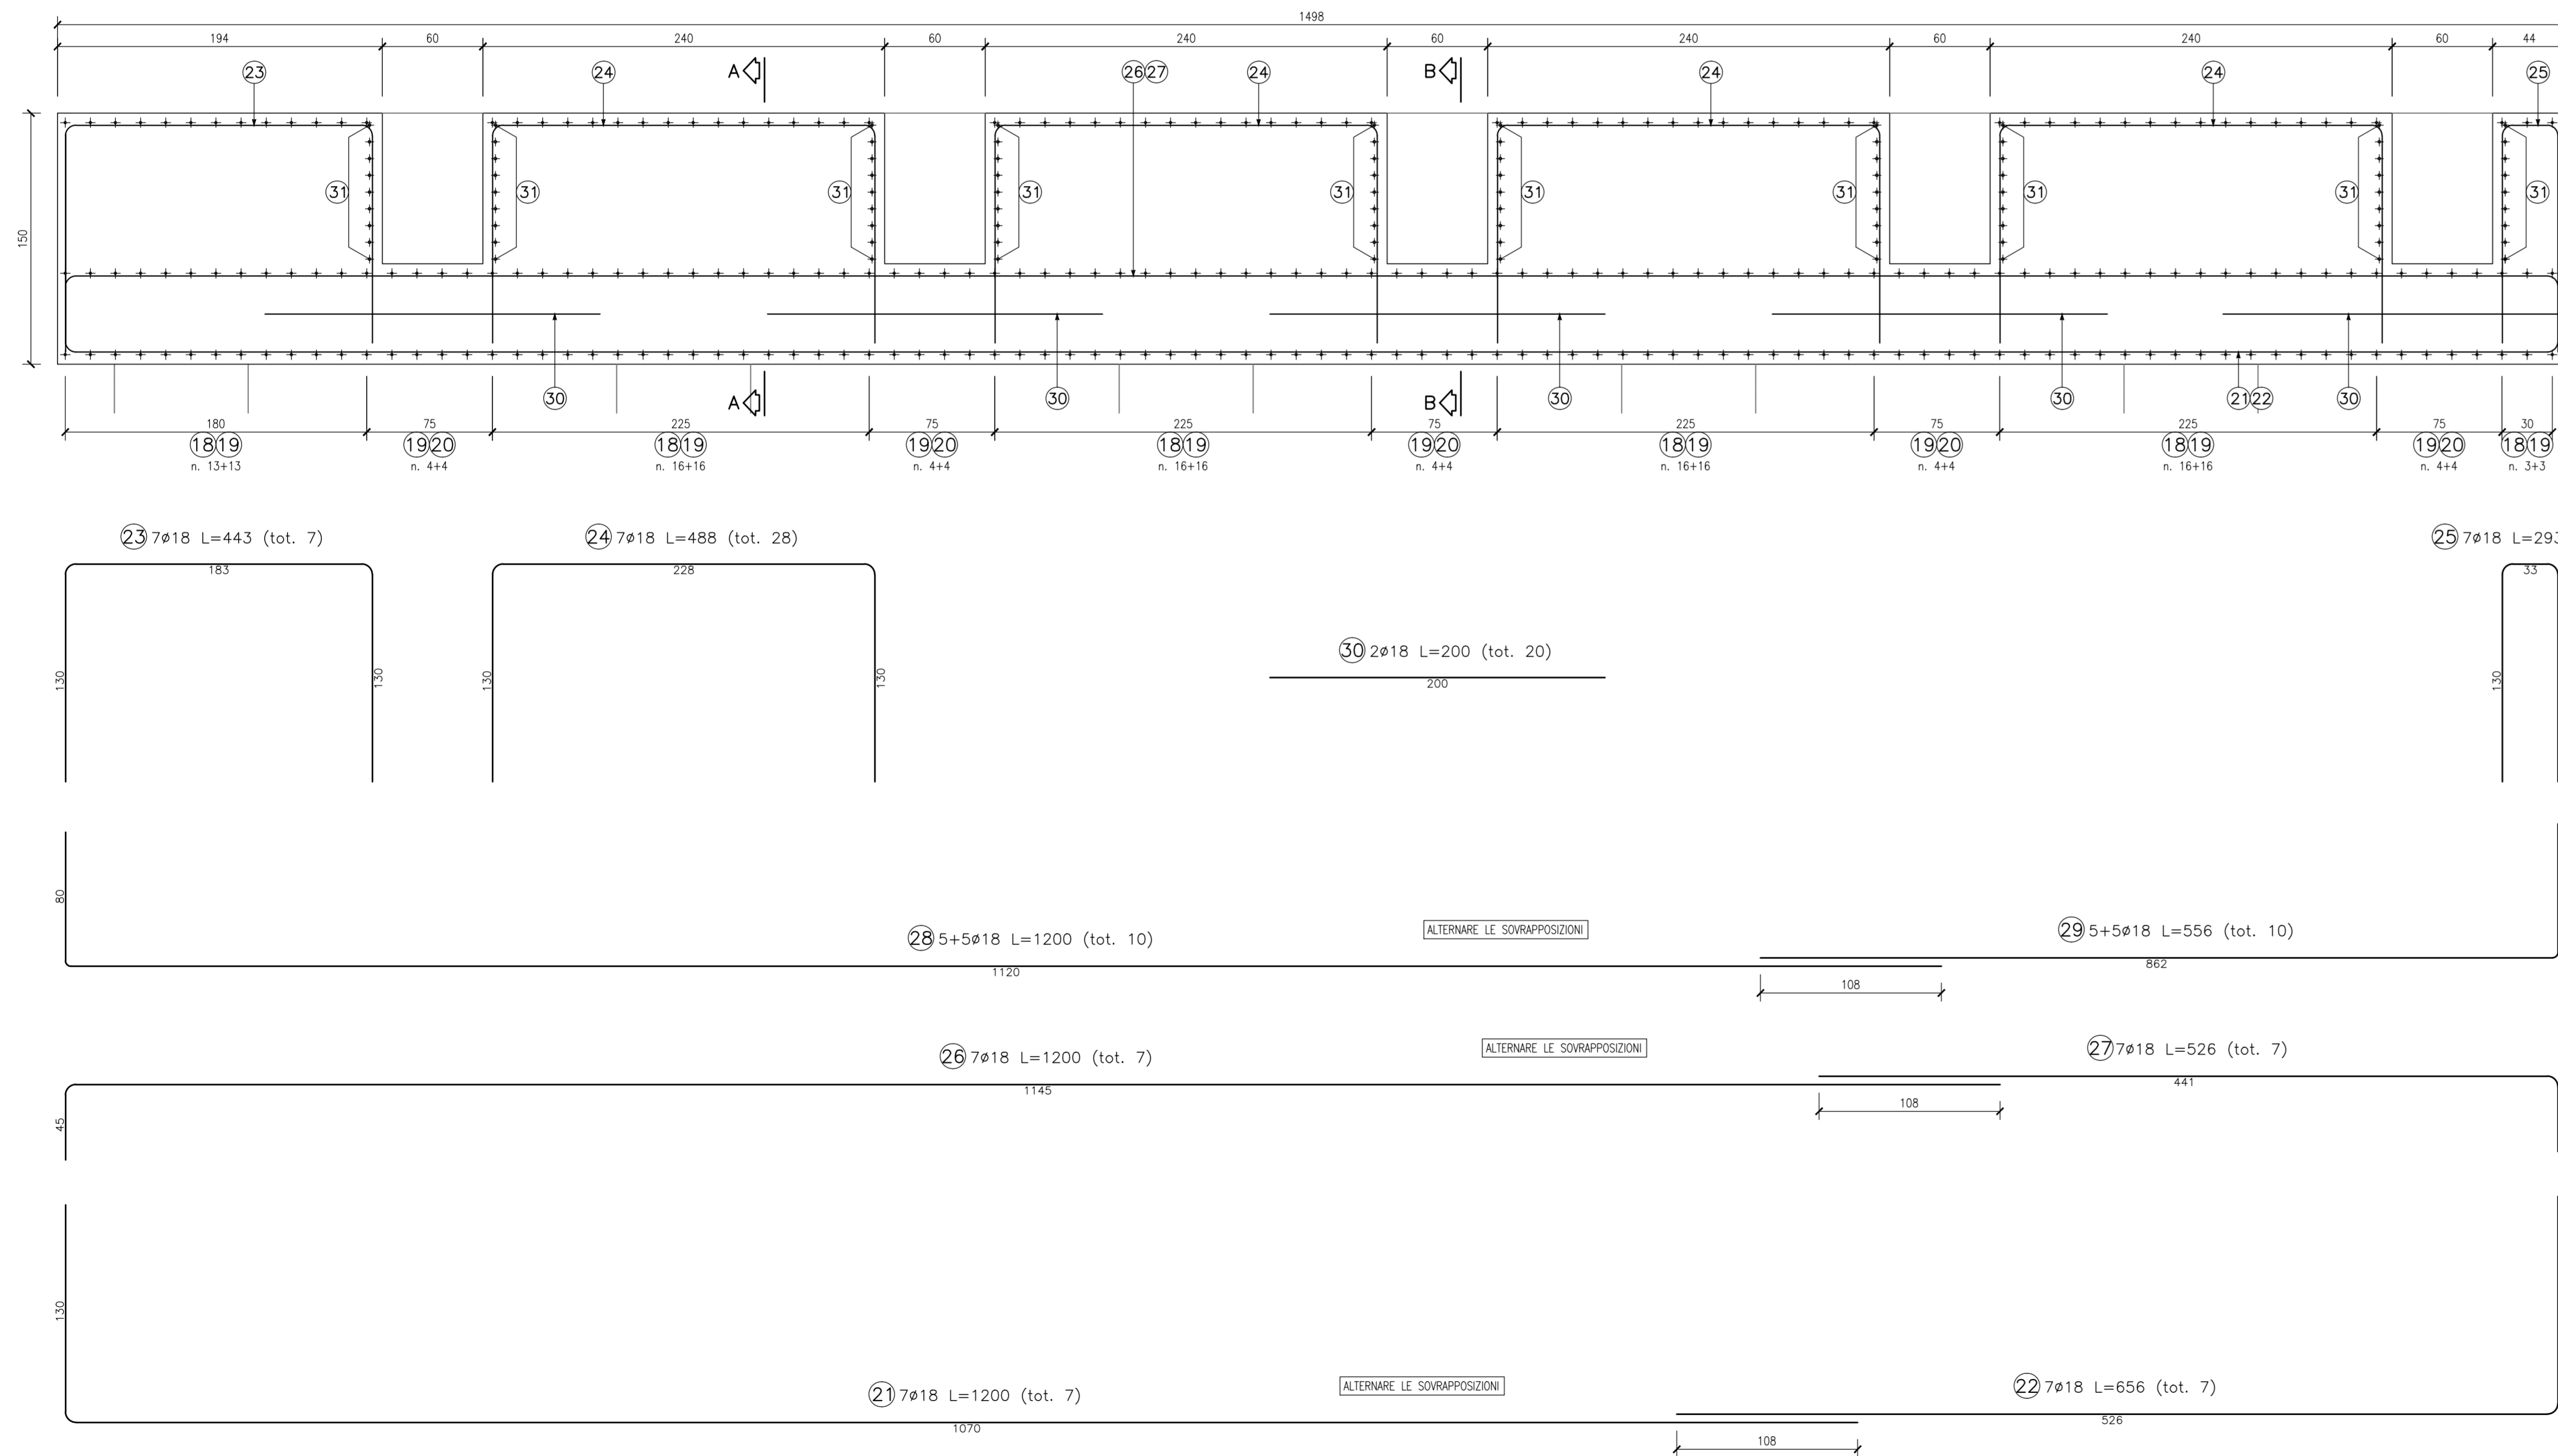 1498
194 60 240 60 240 60 240 60 240 60 44
23 24 A 26 27 24 B 24 24 25
150
31 31 31 31 31 31 31 31 31 31
30 A 30 B 30 30 21 22 30
180 75 225 75 225 75 225 75 225 75 30
18 19 19 20 18 19 19 20 18 19 19 20 18 19 19 20 18 19 19 20 18 19
n. 13+13 n. 4+4 n. 16+16 n. 4+4 n. 16+16 n. 4+4 n. 16+16 n. 4+4 n. 16+16 n. 4+4 n. 3+3
23 7ø18 L=443 (tot. 7)
24 7ø18 L=488 (tot. 28)
25 7ø18 L=293
183 228 33
30 2ø18 L=200 (tot. 20)
130 130 130 130 200 130
80
28 5+5ø18 L=1200 (tot. 10)
ALTERNARE LE SOVRAPPOSIZIONI
29 5+5ø18 L=556 (tot. 10)
1120 862
108
26 7ø18 L=1200 (tot. 7)
ALTERNARE LE SOVRAPPOSIZIONI
27 7ø18 L=526 (tot. 7)
1145 441
108
45
130
21 7ø18 L=1200 (tot. 7)
ALTERNARE LE SOVRAPPOSIZIONI
22 7ø18 L=656 (tot. 7)
1070 526
108